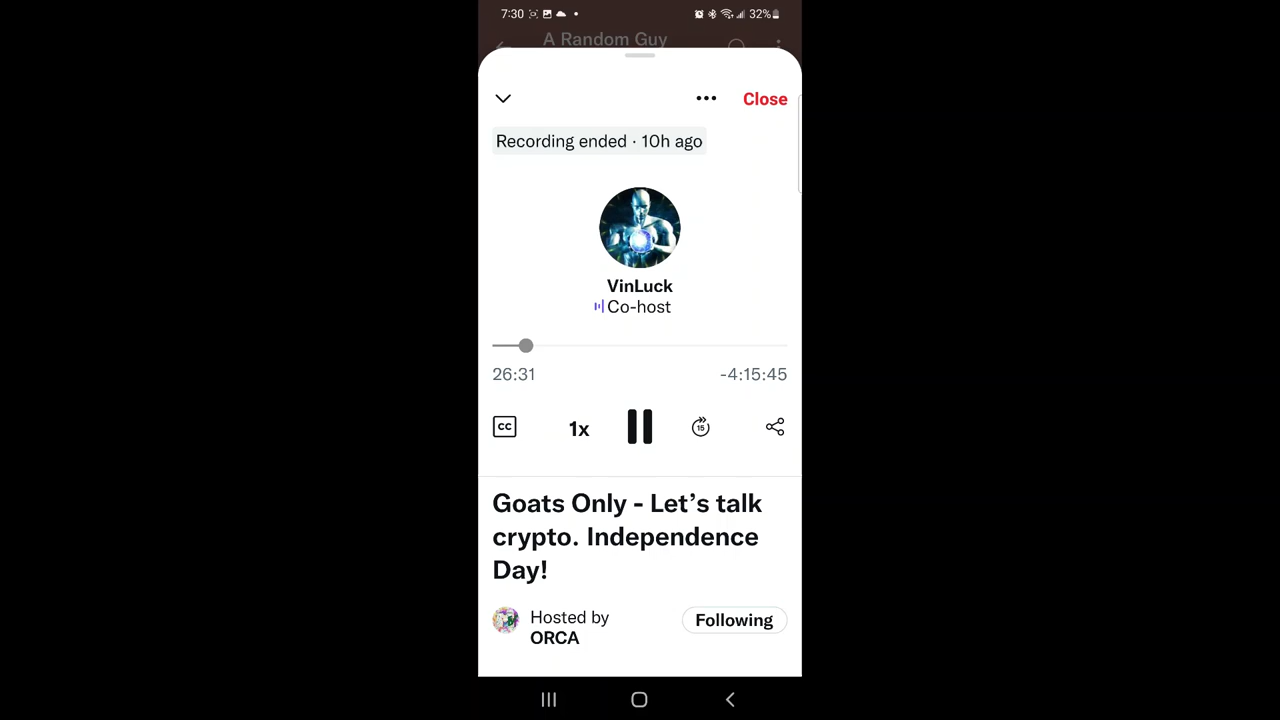 7:30
32%
A Random Guy
Close
Recording ended · 10h ago
VinLuck
Co-host
26:31
-4:15:45
CC
1x
15
Goats Only - Let’s talk
crypto. Independence
Day!
Hosted by
ORCA
Following